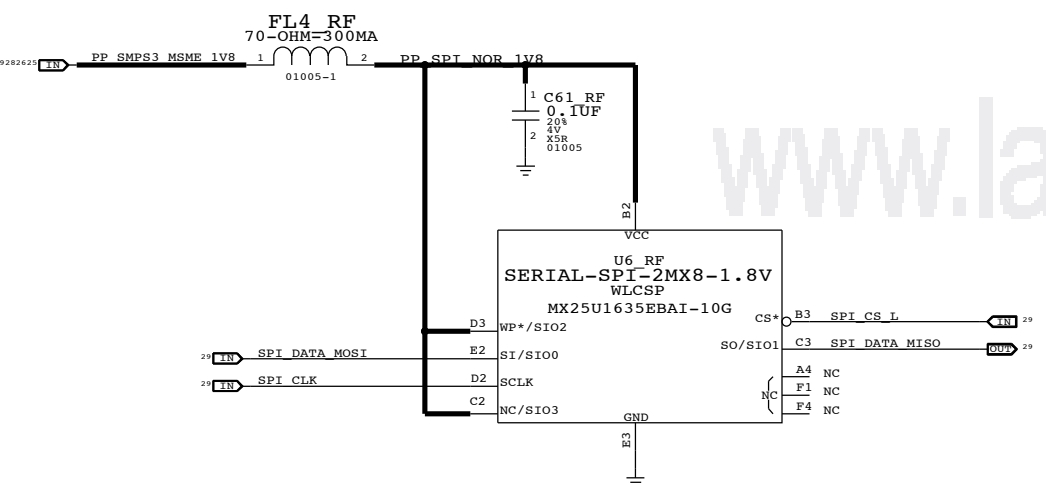 FL4_RF
70-OHM=300MA
9282625 IN PP_SMPS3_MSME_1V8 1 2 PP_SPI_NOR_1V8
01005-1
1 C61_RF
0.1UF
20%
4V
2 X5R
01005
www.la
B2
VCC
U6_RF
SERIAL-SPI-2MX8-1.8V
WLCSP
MX25U1635EBAI-10G
CS* B3 SPI_CS_L IN 29
D3 WP*/SIO2
SO/SIO1 C3 SPI_DATA_MISO OUT 29
29 IN SPI_DATA_MOSI E2 SI/SIO0
A4 NC
29 IN SPI_CLK D2 SCLK
NC F1 NC
C2 NC/SIO3
F4 NC
GND
E3